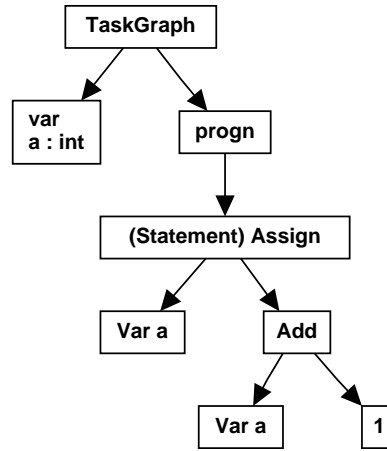 TaskGraph
var
a : int
progn
(Statement) Assign
Var a
Add
Var a
1